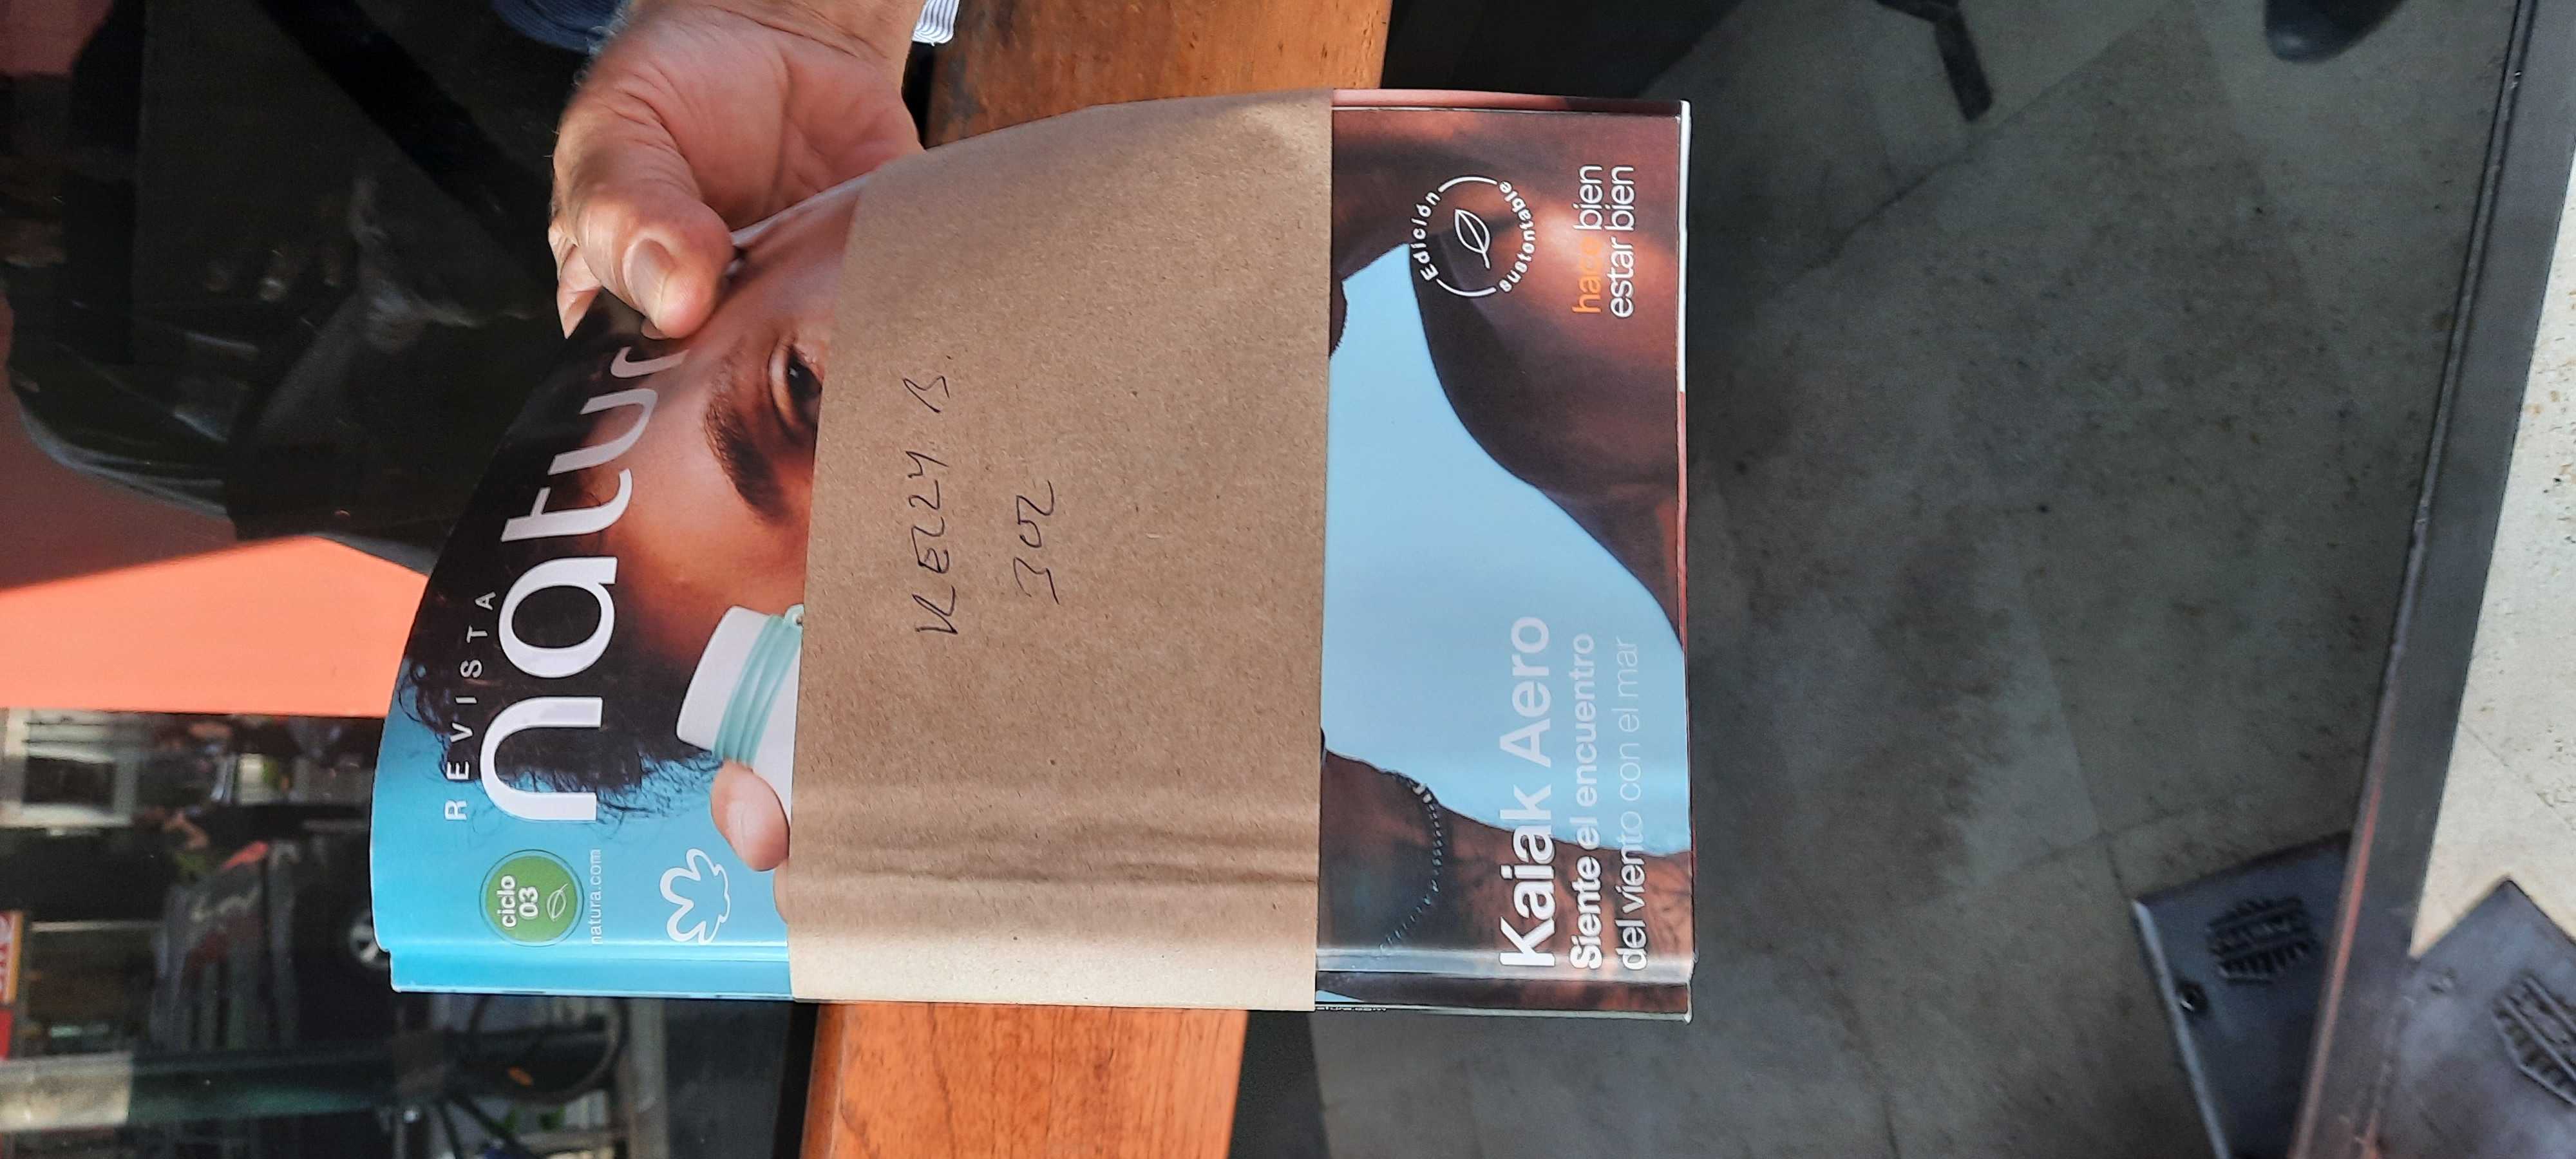 REVISTA
natur
ciclo
03
natura.com
302
Edición
sustentable
hace bien
estar bien
Kaiak Aero
Siente el encuentro
del viento con el mar